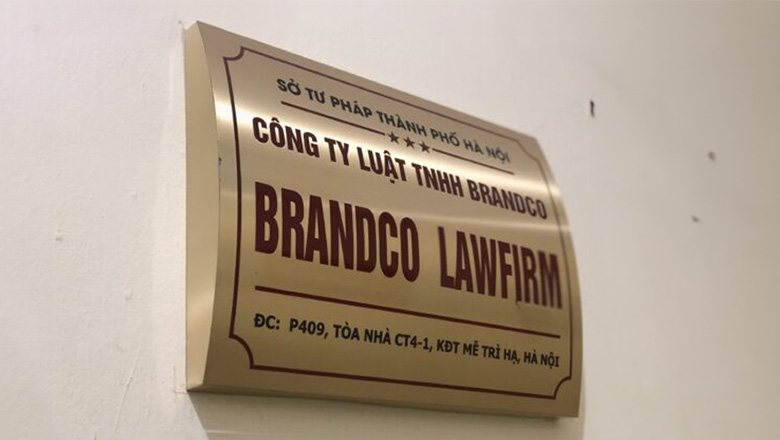 SỞ TƯ PHÁP THÀNH PHỐ HÀ NỘI
CÔNG TY LUẬT TNHH BRANDCO
BRANDCO LAWFIRM
ĐC: P409, TÒA NHÀ CT4-1, KĐT MỄ TRÌ HẠ, HÀ NỘI